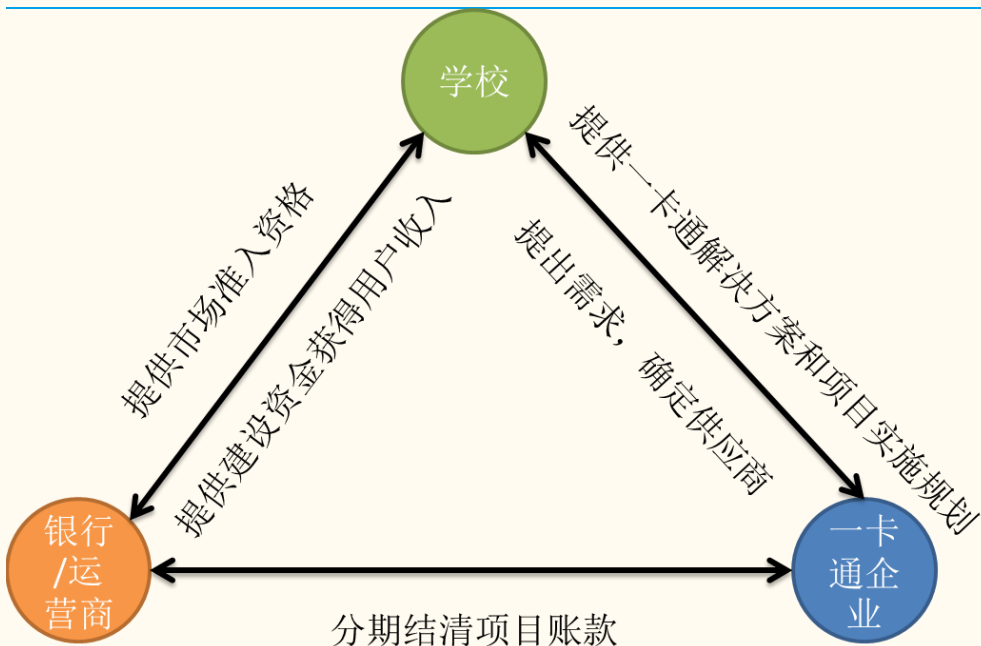 学校
提供市场准入资格
提供建设资金获得用户收入
提供一卡通解决方案和项目实施规划
提出需求，确定供应商
银行
/运
营商
一卡
通企
业
分期结清项目账款